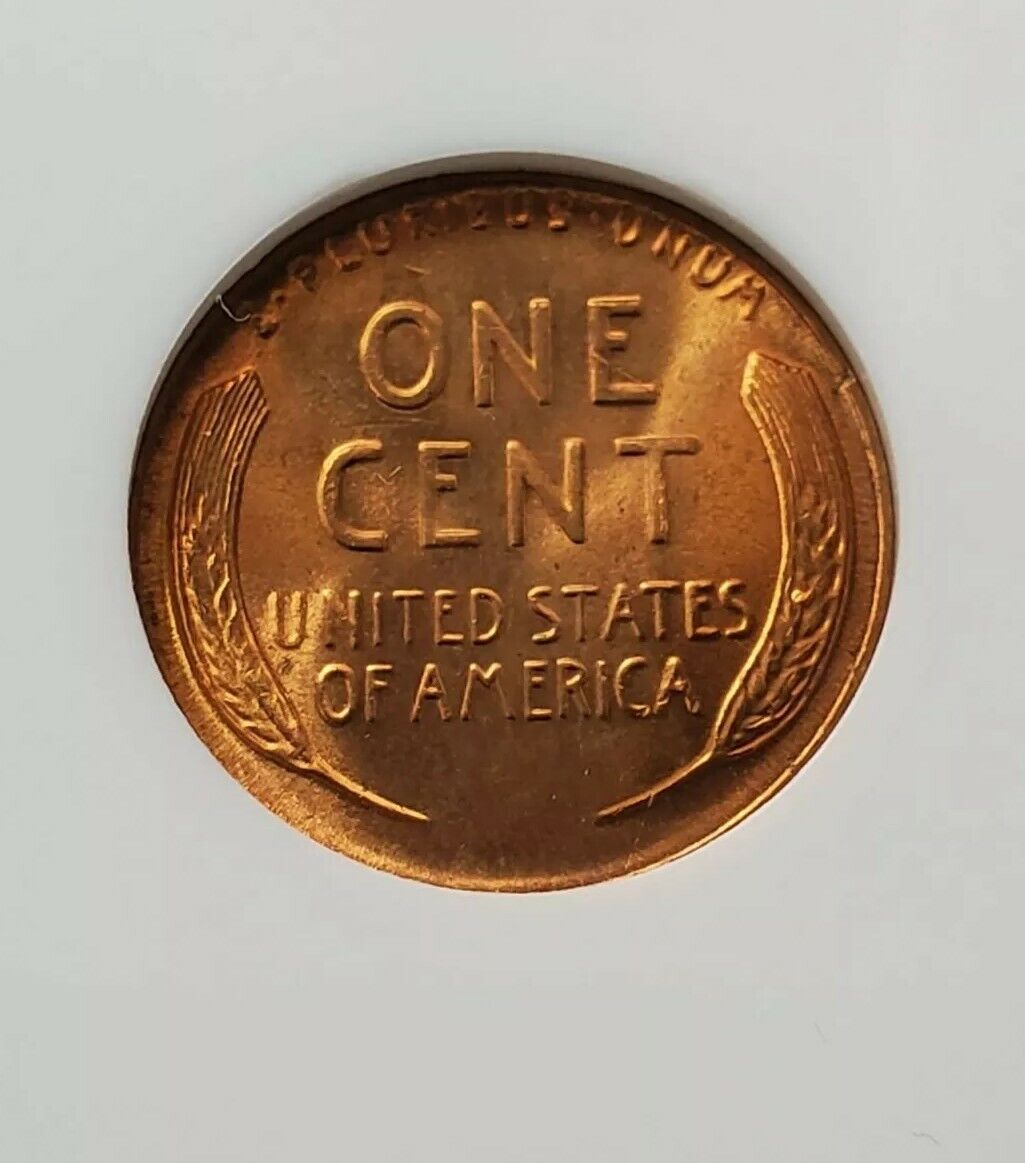 E·PLURIBUS·UNUM
ONE
CENT
UNITED STATES
OF AMERICA